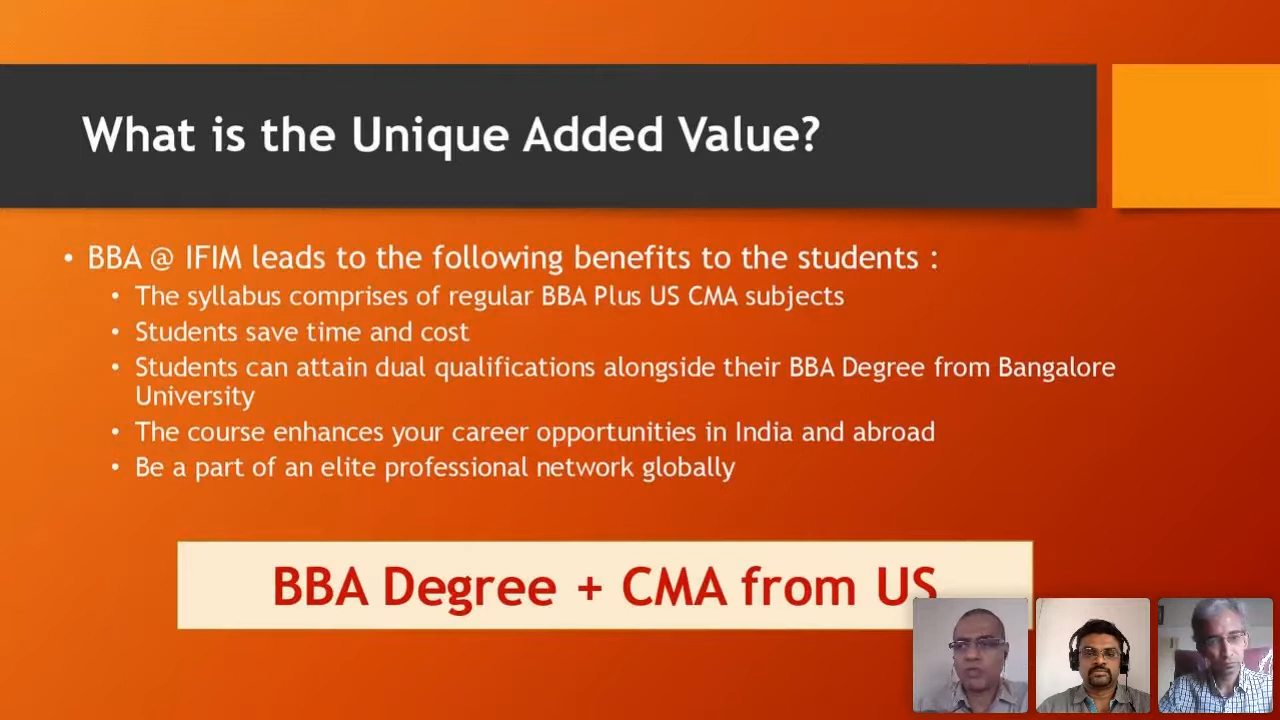 What is the Unique Added Value?
• BBA @ IFIM leads to the following benefits to the students :
• The syllabus comprises of regular BBA Plus US CMA subjects
• Students save time and cost
• Students can attain dual qualifications alongside their BBA Degree from Bangalore
University
• The course enhances your career opportunities in India and abroad
• Be a part of an elite professional network globally
BBA Degree + CMA from US